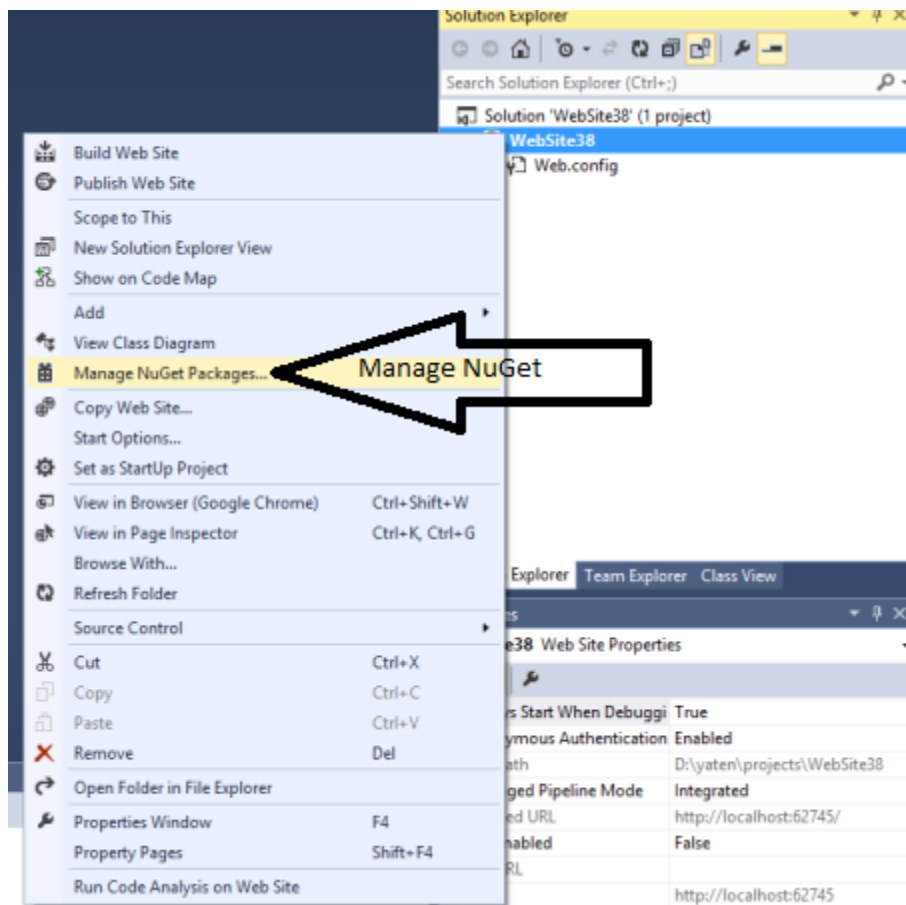 Solution Explorer
Search Solution Explorer (Ctrl+;)
Solution 'WebSite38' (1 project)
WebSite38
Web.config
Build Web Site
Publish Web Site
Scope to This
New Solution Explorer View
Show on Code Map
Add
View Class Diagram
Manage NuGet Packages...
Manage NuGet
Copy Web Site...
Start Options...
Set as StartUp Project
View in Browser (Google Chrome) Ctrl+Shift+W
View in Page Inspector Ctrl+K, Ctrl+G
Browse With...
Refresh Folder
Source Control
Cut Ctrl+X
Copy Ctrl+C
Paste Ctrl+V
Remove Del
Open Folder in File Explorer
Properties Window F4
Property Pages Shift+F4
Run Code Analysis on Web Site
Explorer Team Explorer Class View
e38 Web Site Properties
ys Start When Debuggi True
ymous Authentication Enabled
ath D:\yaten\projects\WebSite38
ged Pipeline Mode Integrated
ed URL http://localhost:62745/
nabled False
RL
http://localhost:62745